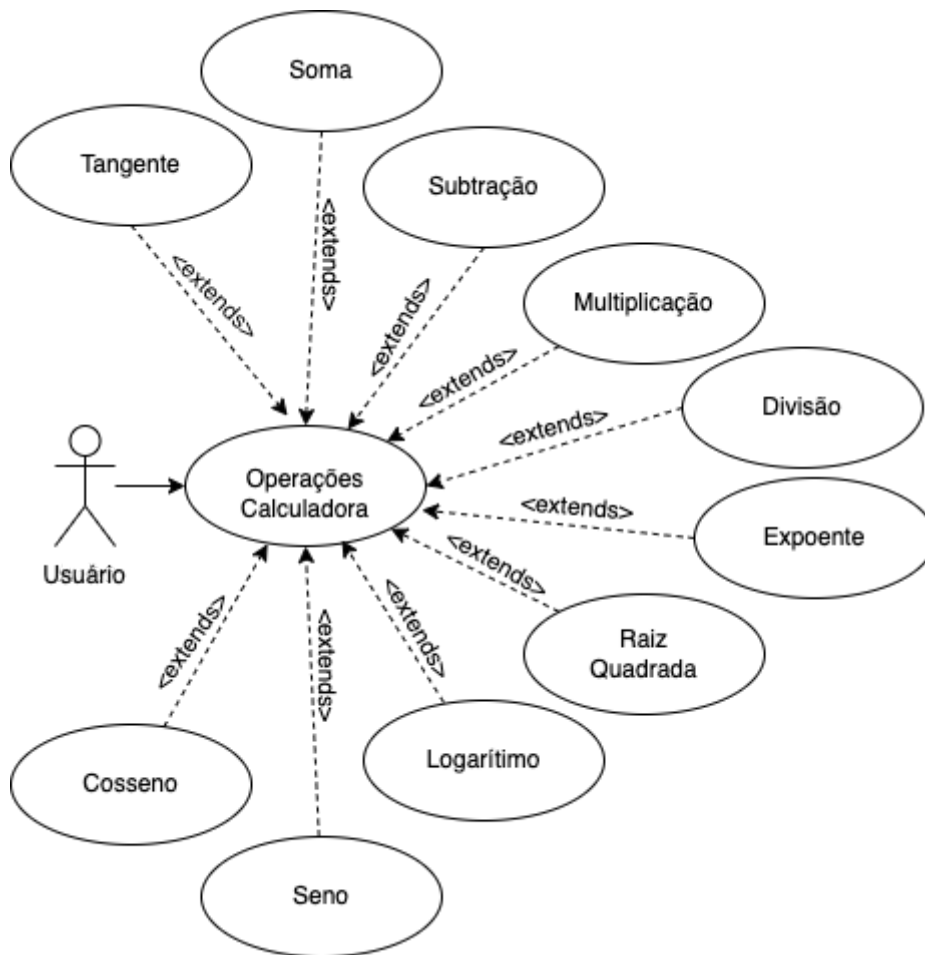 Soma
Tangente
Subtração
<extends>
<extends>
<extends>
Multiplicação
<extends>
Divisão
<extends>
Operações
Calculadora
<extends>
Expoente
Usuário
<extends>
Raiz
Quadrada
<extends>
<extends>
<extends>
Logarítimo
Cosseno
Seno